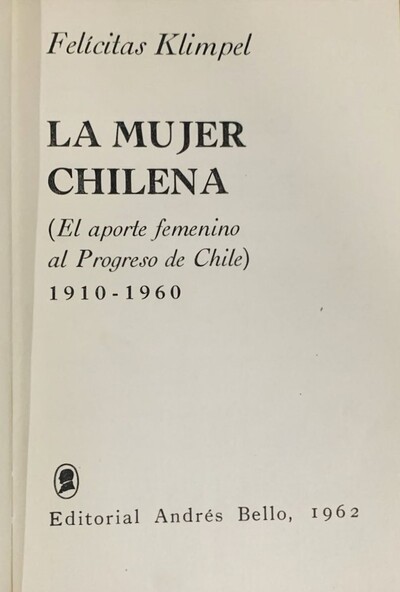 Felícitas Klimpel
LA MUJER
CHILENA
(El aporte femenino
al Progreso de Chile)
1910-1960
Editorial Andrés Bello, 1962